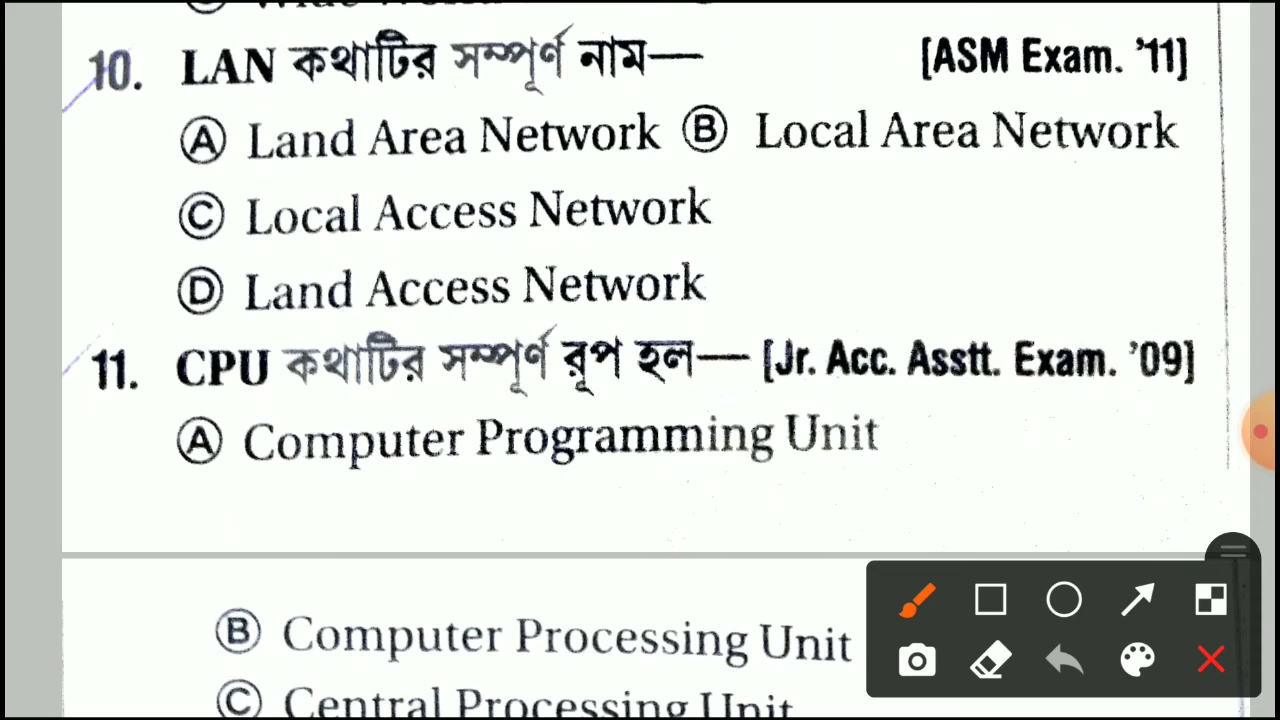 10. LAN কথাটির সম্পূর্ণ নাম— [ASM Exam. '11]
Ⓐ Land Area Network Ⓑ Local Area Network
Ⓒ Local Access Network
Ⓓ Land Access Network
11. CPU কথাটির সম্পূর্ণ রূপ হল— [Jr. Acc. Asstt. Exam. '09]
Ⓐ Computer Programming Unit
Ⓑ Computer Processing Unit
Ⓒ Central Processing Unit